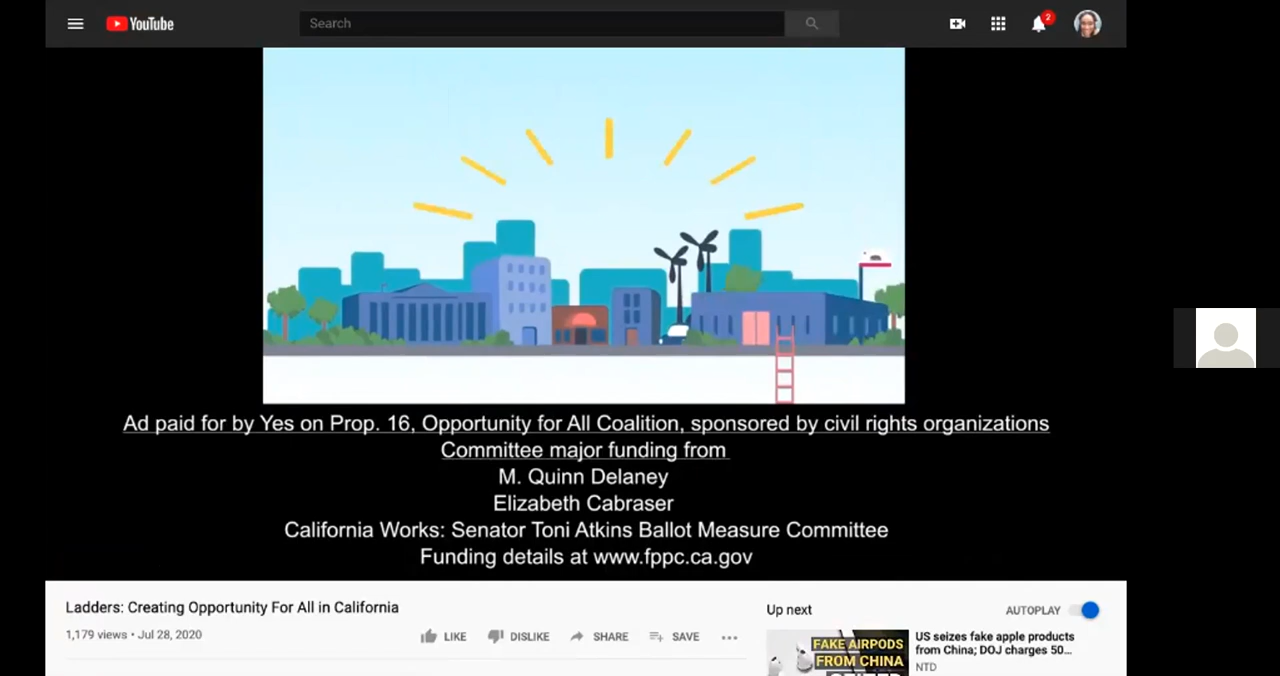 YouTube
Search
2
Ad paid for by Yes on Prop. 16, Opportunity for All Coalition, sponsored by civil rights organizations
Committee major funding from
M. Quinn Delaney
Elizabeth Cabraser
California Works: Senator Toni Atkins Ballot Measure Committee
Funding details at www.fppc.ca.gov
Ladders: Creating Opportunity For All in California
1,179 views • Jul 28, 2020
LIKE
DISLIKE
SHARE
SAVE
Up next
AUTOPLAY
FAKE AIRPODS
FROM CHINA
US seizes fake apple products
from China; DOJ charges 50...
NTD